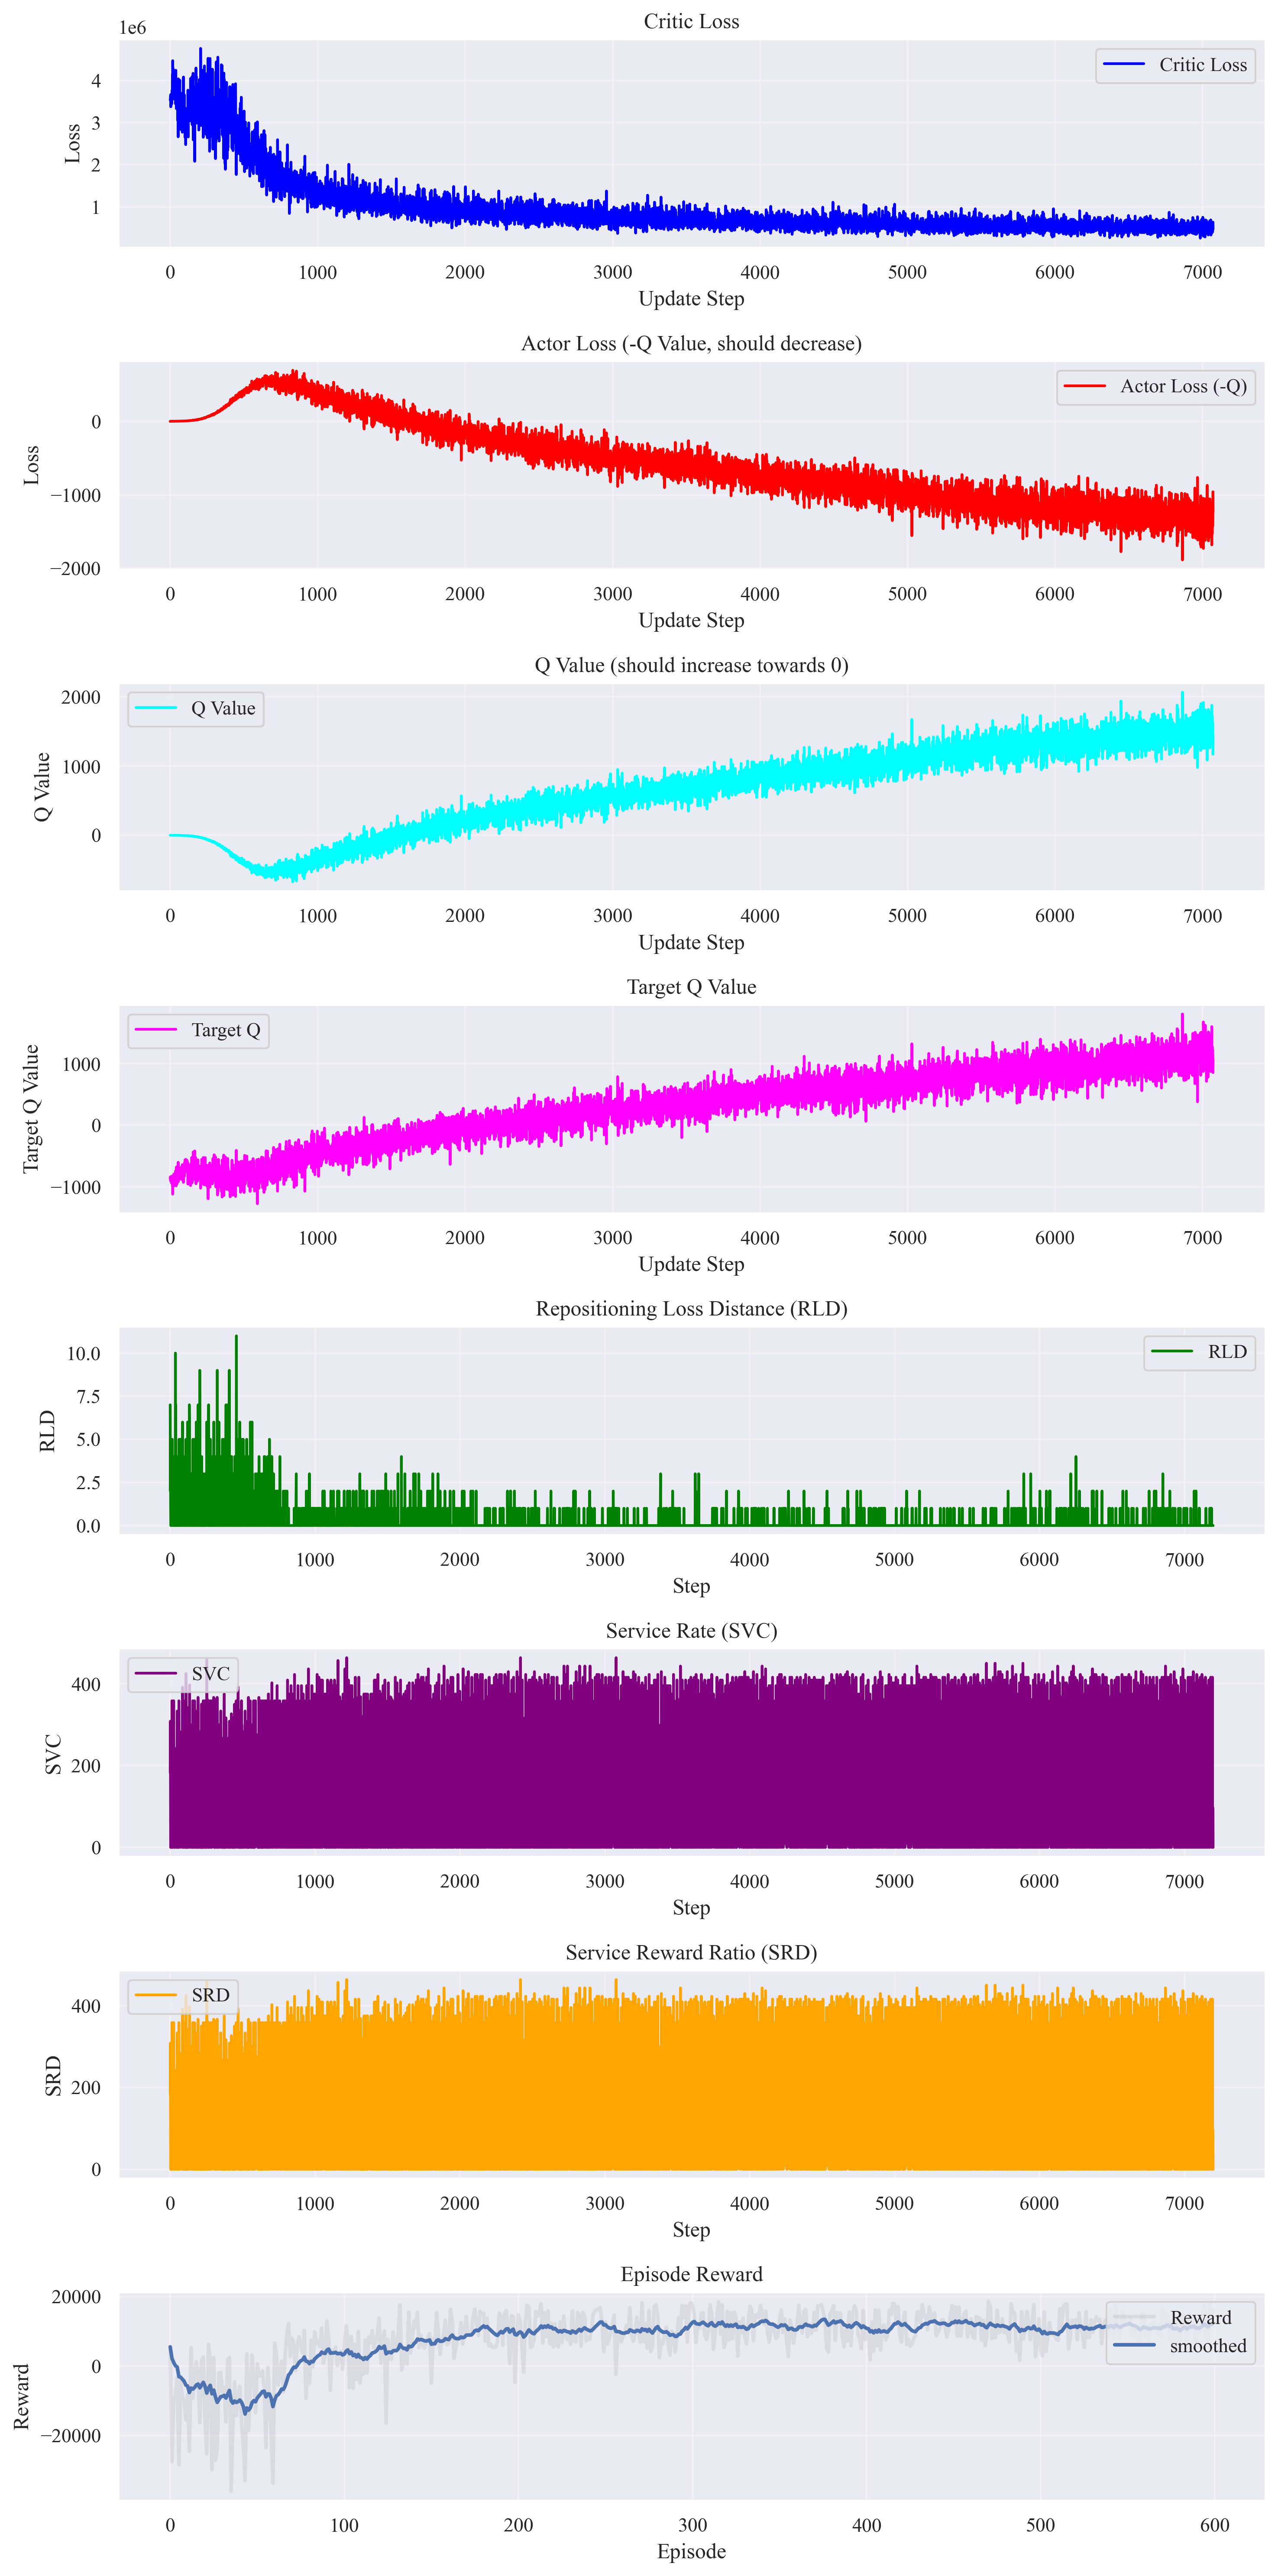 Critic Loss
1e6
4
3
2
1
Loss
Critic Loss
0 1000 2000 3000 4000 5000 6000 7000
Update Step
Actor Loss (-Q Value, should decrease)
0
−1000
−2000
Loss
Actor Loss (-Q)
0 1000 2000 3000 4000 5000 6000 7000
Update Step
Q Value (should increase towards 0)
2000
1000
0
Q Value
Q Value
0 1000 2000 3000 4000 5000 6000 7000
Update Step
Target Q Value
1000
0
−1000
Target Q Value
Target Q
0 1000 2000 3000 4000 5000 6000 7000
Update Step
Repositioning Loss Distance (RLD)
10.0
7.5
5.0
2.5
0.0
RLD
RLD
0 1000 2000 3000 4000 5000 6000 7000
Step
Service Rate (SVC)
400
200
0
SVC
SVC
0 1000 2000 3000 4000 5000 6000 7000
Step
Service Reward Ratio (SRD)
400
200
0
SRD
SRD
0 1000 2000 3000 4000 5000 6000 7000
Step
Episode Reward
20000
0
−20000
Reward
Reward
smoothed
0 100 200 300 400 500 600
Episode